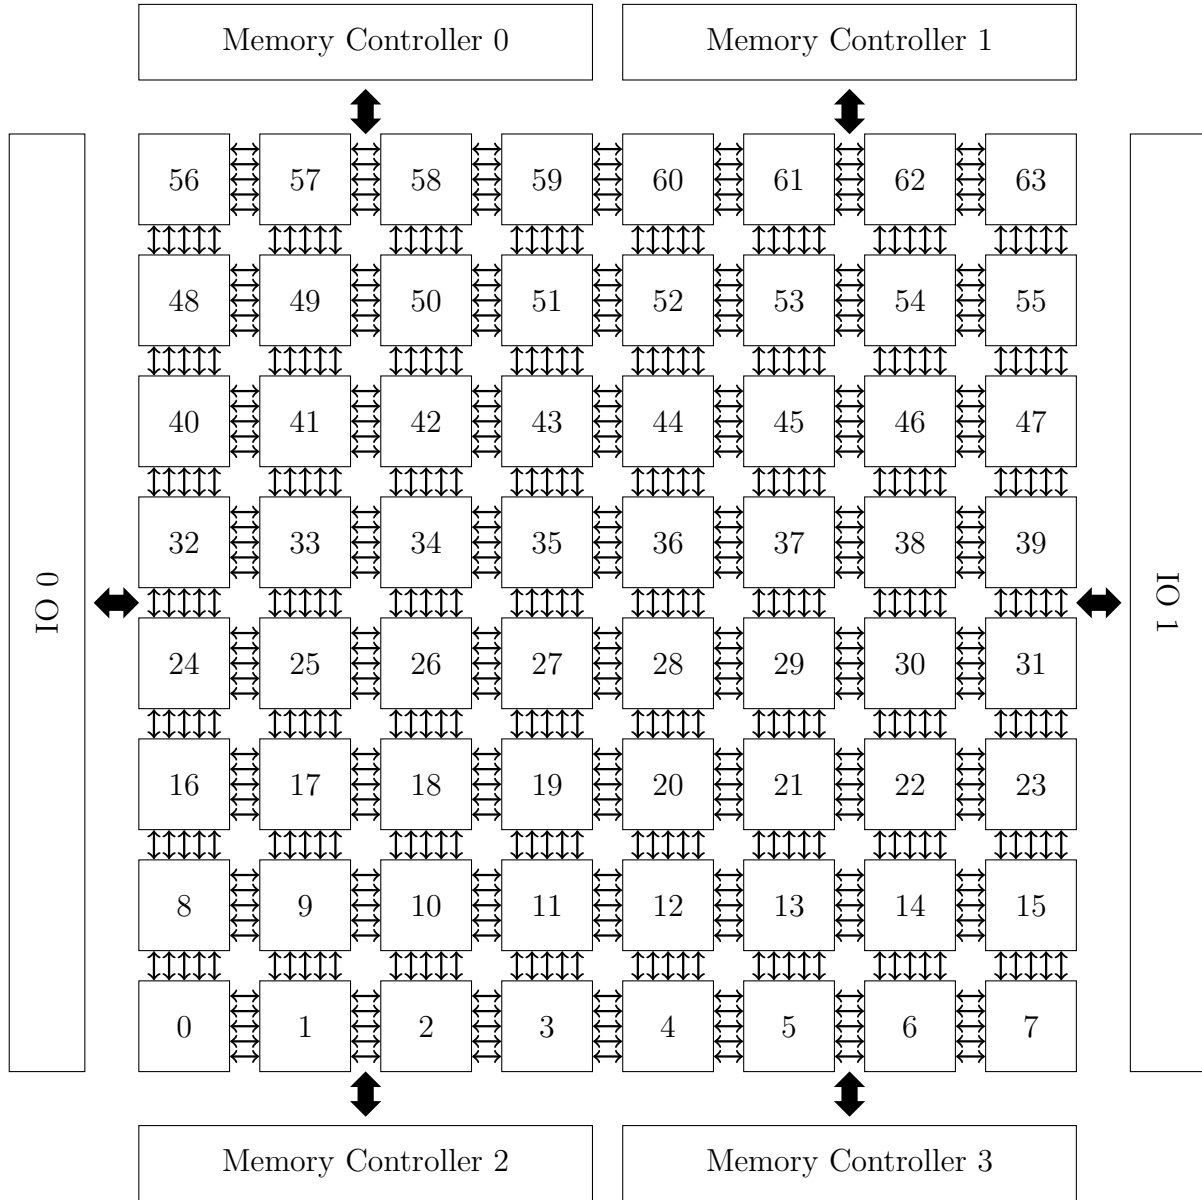 Memory Controller 0 Memory Controller 1
56 57 58 59 60 61 62 63
48 49 50 51 52 53 54 55
40 41 42 43 44 45 46 47
32 33 34 35 36 37 38 39
IO 0
IO 1
24 25 26 27 28 29 30 31
16 17 18 19 20 21 22 23
8 9 10 11 12 13 14 15
0 1 2 3 4 5 6 7
Memory Controller 2 Memory Controller 3